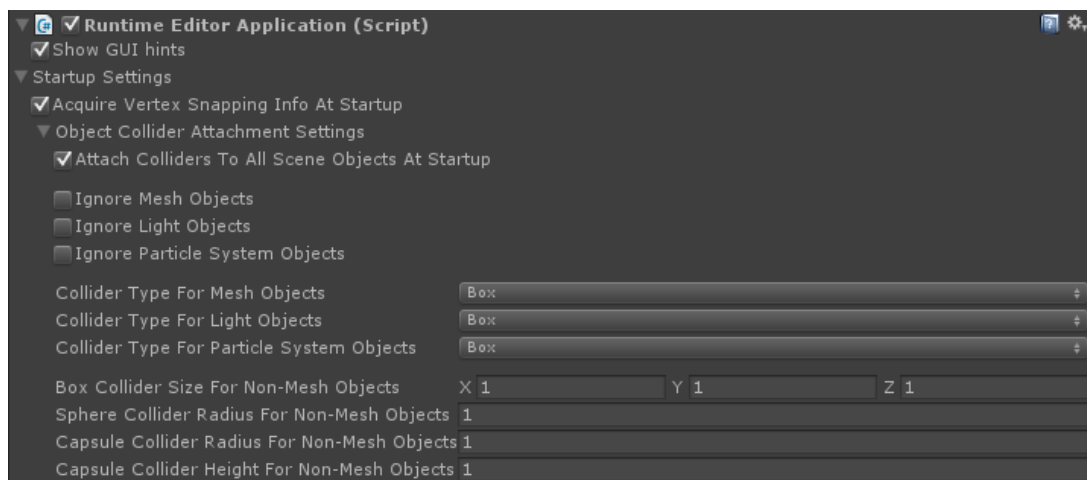 Runtime Editor Application (Script)
Show GUI hints
Startup Settings
Acquire Vertex Snapping Info At Startup
Object Collider Attachment Settings
Attach Colliders To All Scene Objects At Startup
Ignore Mesh Objects
Ignore Light Objects
Ignore Particle System Objects
Collider Type For Mesh Objects Box
Collider Type For Light Objects Box
Collider Type For Particle System Objects Box
Box Collider Size For Non-Mesh Objects X 1 Y 1 Z 1
Sphere Collider Radius For Non-Mesh Objects 1
Capsule Collider Radius For Non-Mesh Objects 1
Capsule Collider Height For Non-Mesh Objects 1